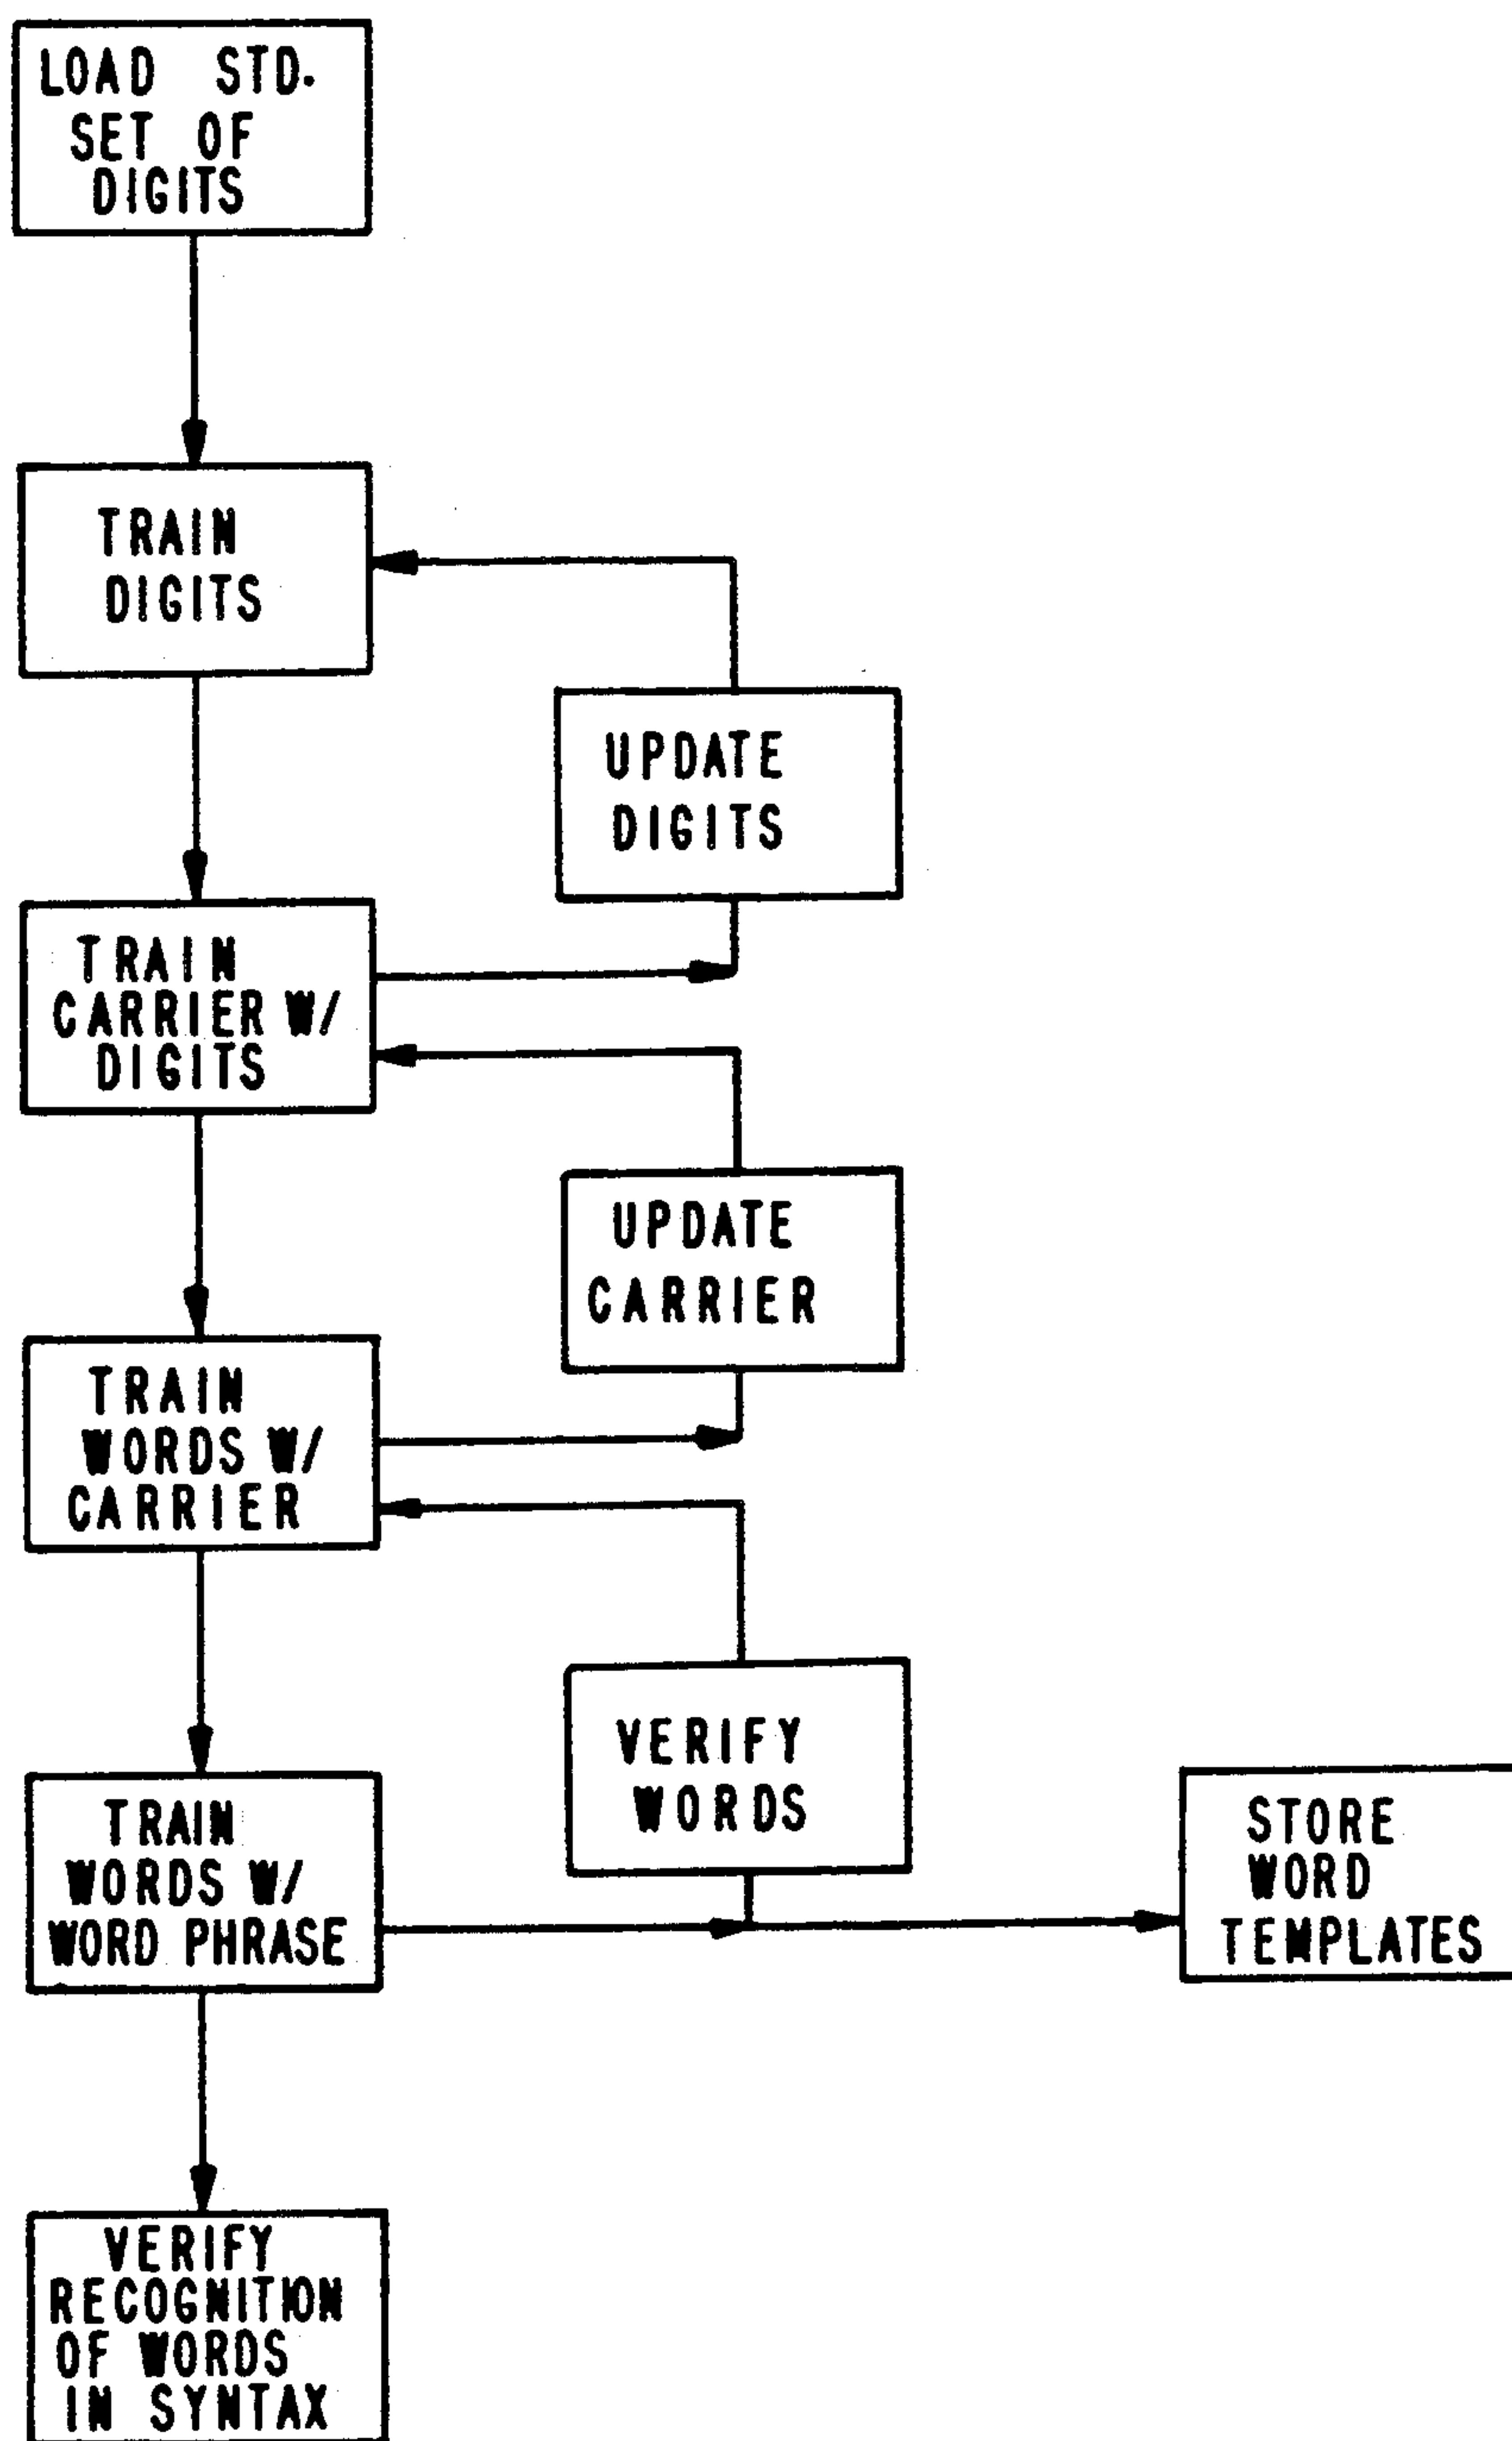 LOAD STD.
SET OF
DIGITS
TRAIN
DIGITS
UPDATE
DIGITS
TRAIN
CARRIER W/
DIGITS
UPDATE
CARRIER
TRAIN
WORDS W/
CARRIER
VERIFY
WORDS
TRAIN
WORDS W/
WORD PHRASE
STORE
WORD
TEMPLATES
VERIFY
RECOGNITION
OF WORDS
IN SYNTAX